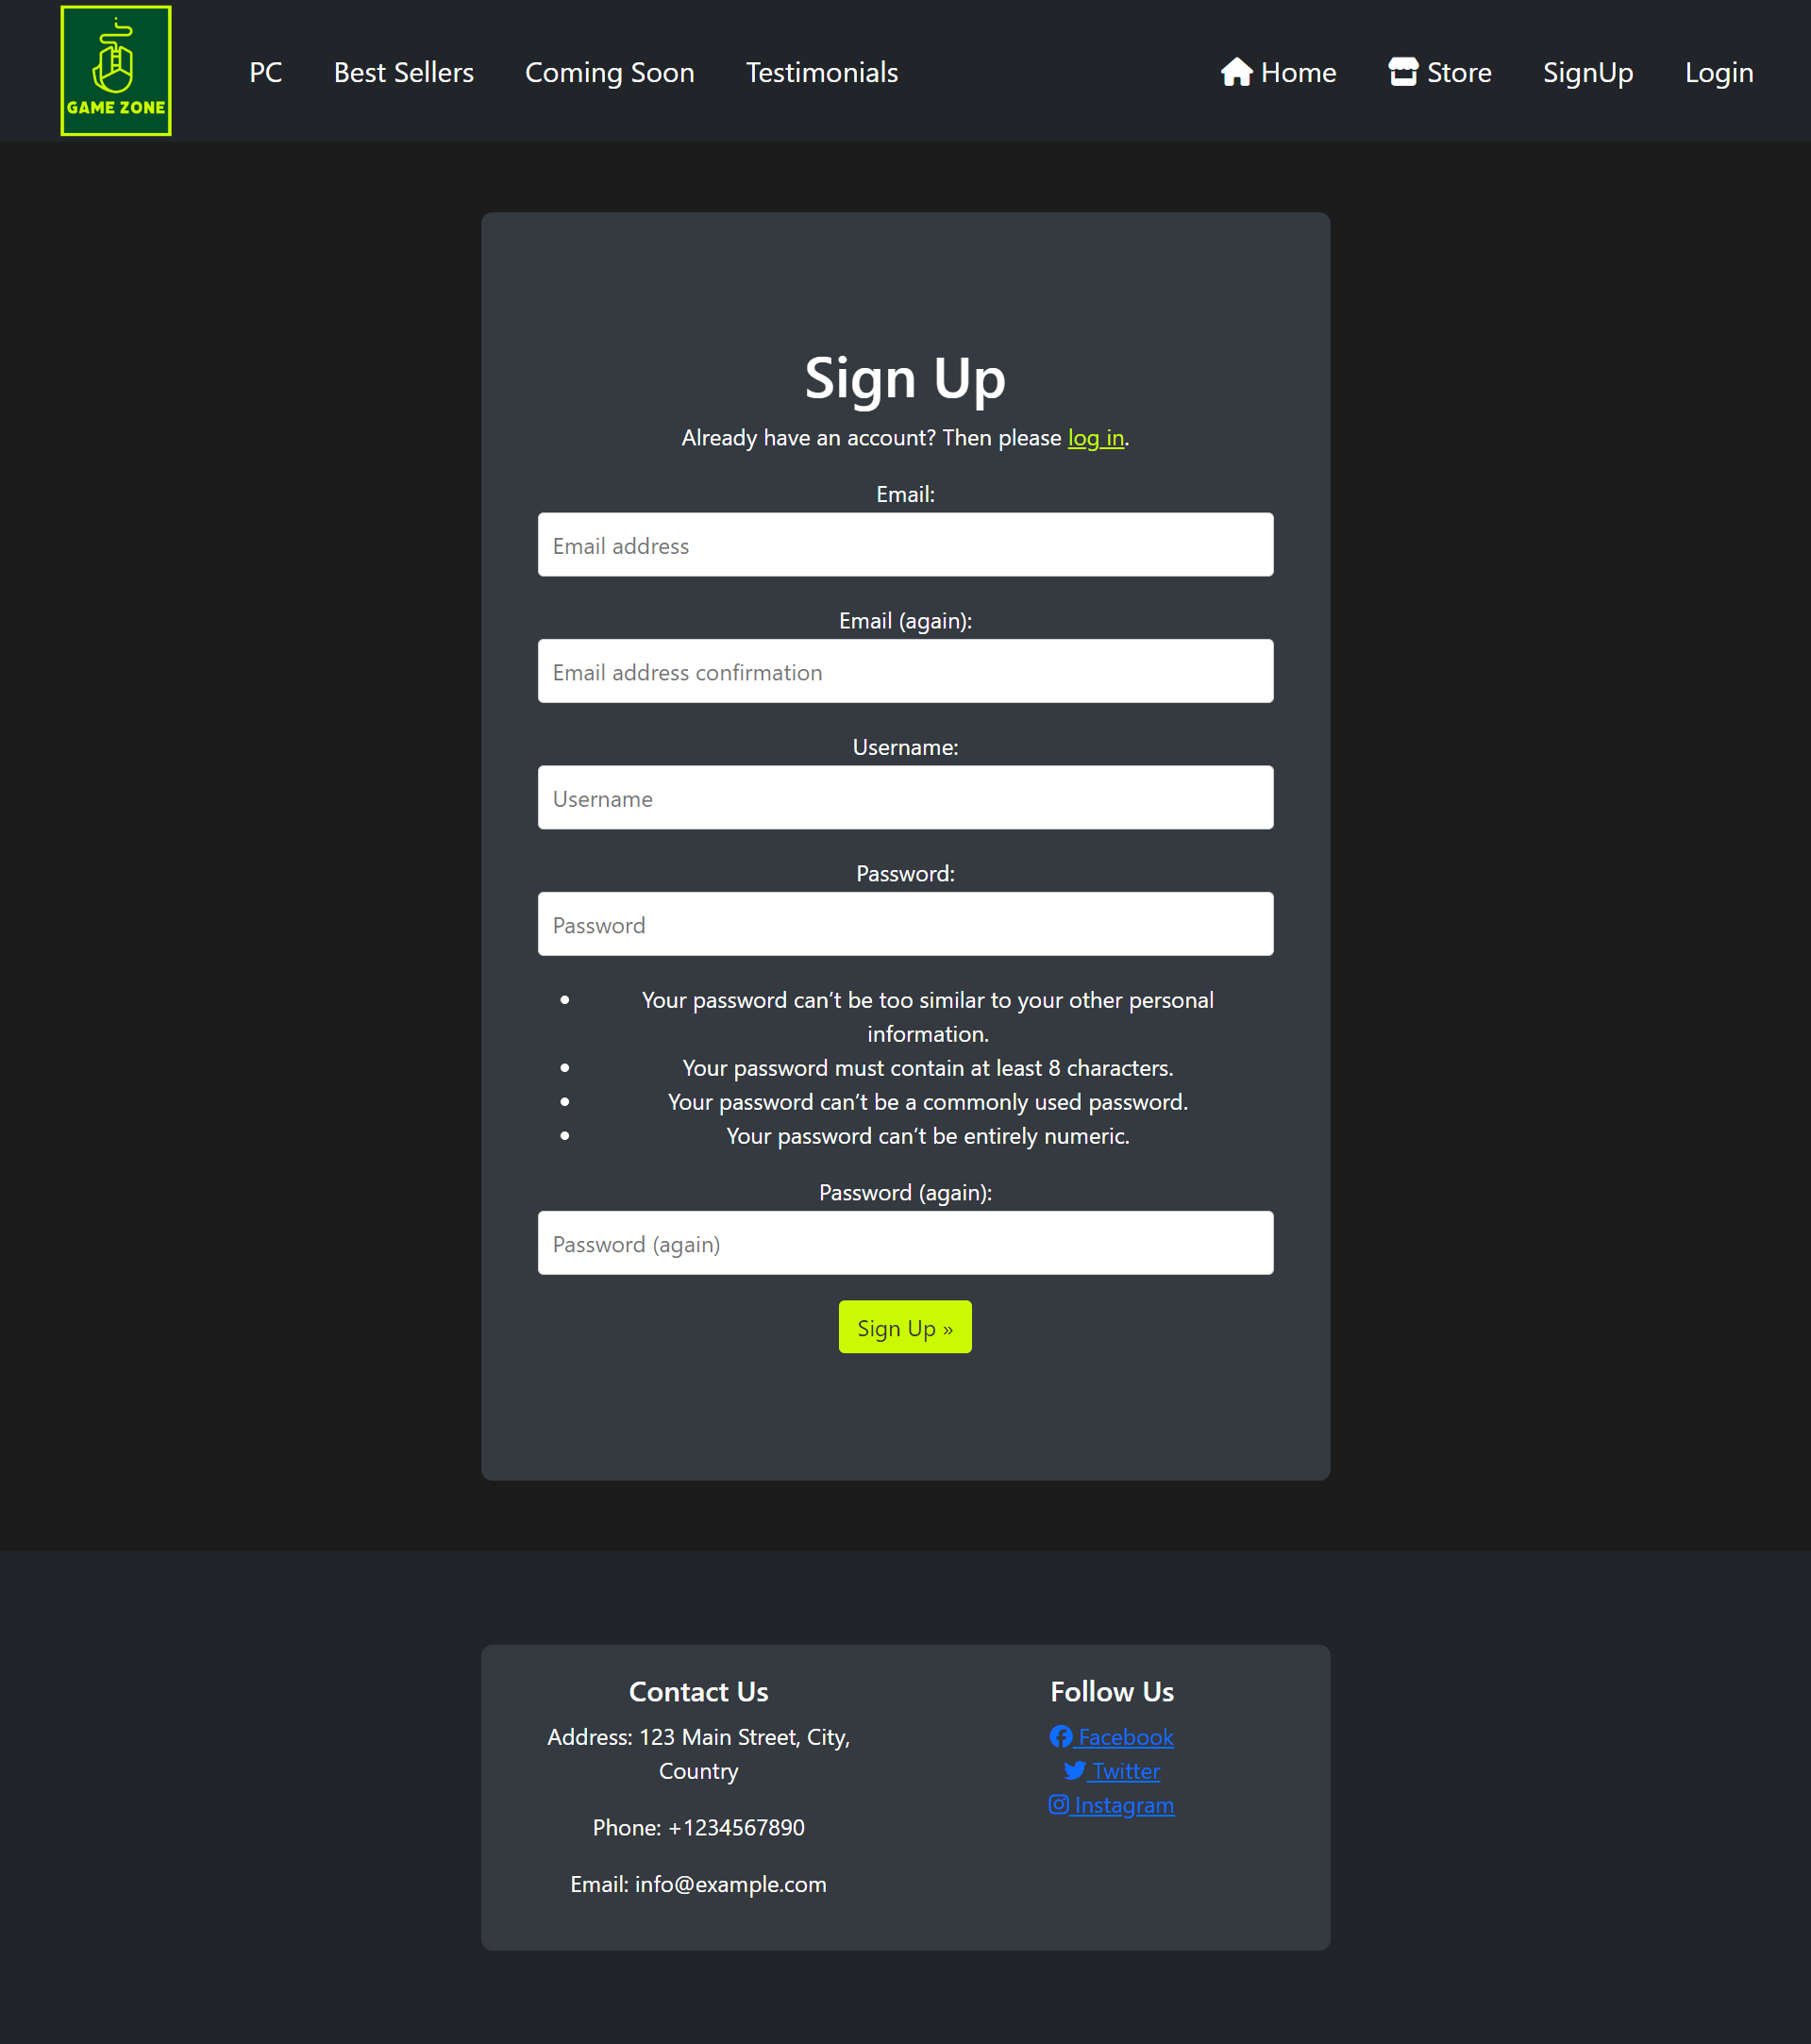 GAME ZONE
PC Best Sellers Coming Soon Testimonials Home Store SignUp Login
Sign Up
Already have an account? Then please log in.
Email:
Email address
Email (again):
Email address confirmation
Username:
Username
Password:
Password
• Your password can’t be too similar to your other personal
information.
• Your password must contain at least 8 characters.
• Your password can’t be a commonly used password.
• Your password can’t be entirely numeric.
Password (again):
Password (again)
Sign Up »
Contact Us
Address: 123 Main Street, City,
Country
Phone: +1234567890
Email: info@example.com
Follow Us
Facebook
Twitter
Instagram